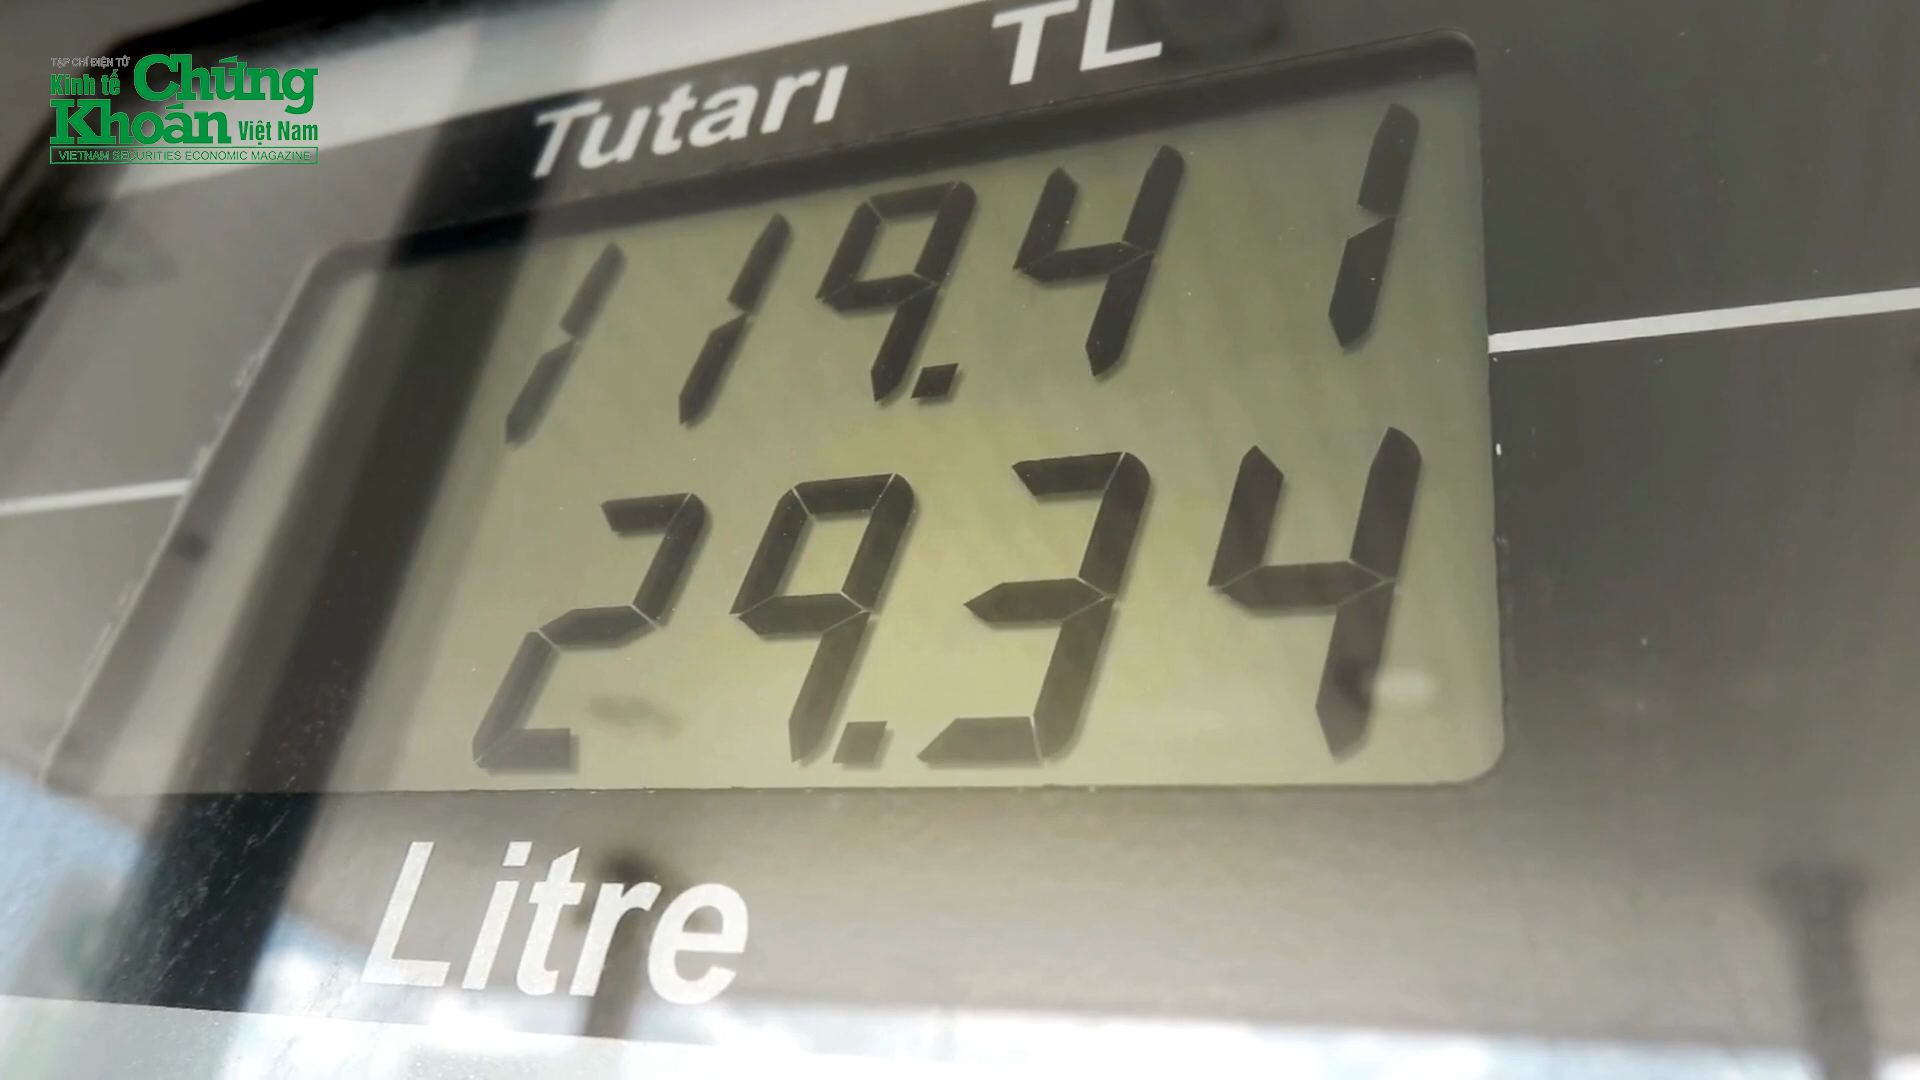 TẠP CHÍ ĐIỆN TỬ
Kinh tế Chứng
Khoán Việt Nam
VIETNAM SECURITIES ECONOMIC MAGAZINE
Tutarı TL
119.41
29.34
Litre